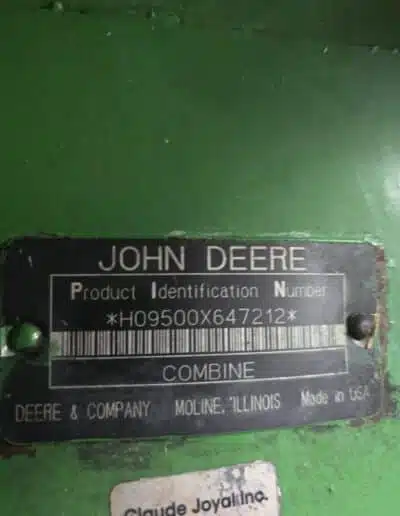 JOHN DEERE
Product Identification Number
*H09500X647212*
COMBINE
DEERE & COMPANY MOLINE, ILLINOIS Made in USA
Claude Joyal Inc.